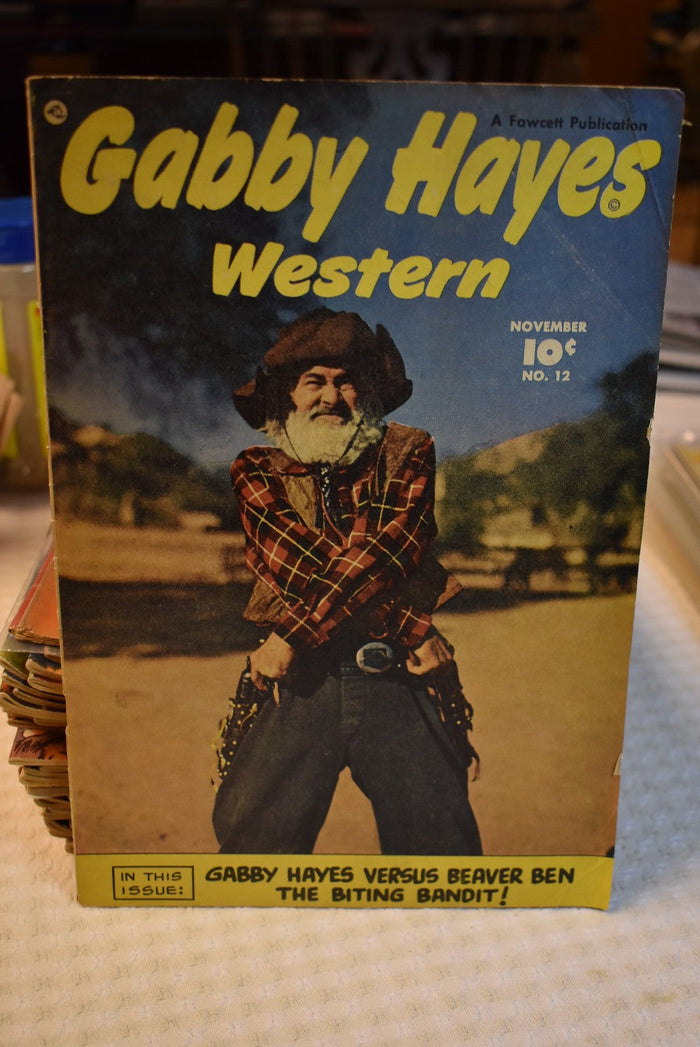 A Fawcett Publication
Gabby Hayes
©
Western
NOVEMBER
10¢
NO. 12
IN THIS
ISSUE:
GABBY HAYES VERSUS BEAVER BEN
THE BITING BANDIT!